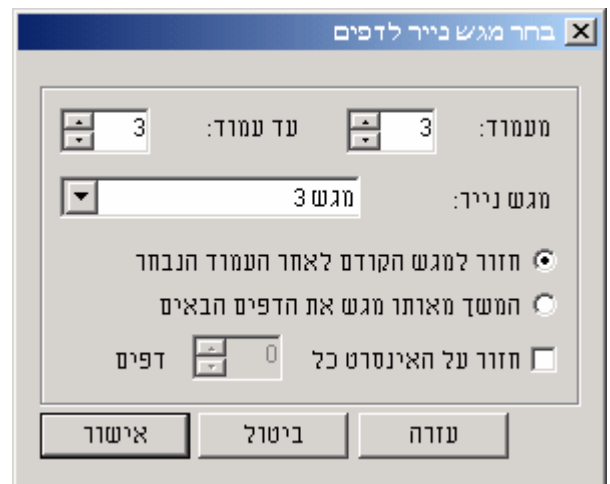 בחר מגש נייר לדפים
מעמוד: 3 עד עמוד: 3
מגש נייר: מגש 3
חזור למגש הקודם לאחר העמוד הנבחר
המשך מאותו מגש את הדפים הבאים
חזור על האינסרט כל 0 דפים
עזרה ביטול אישור